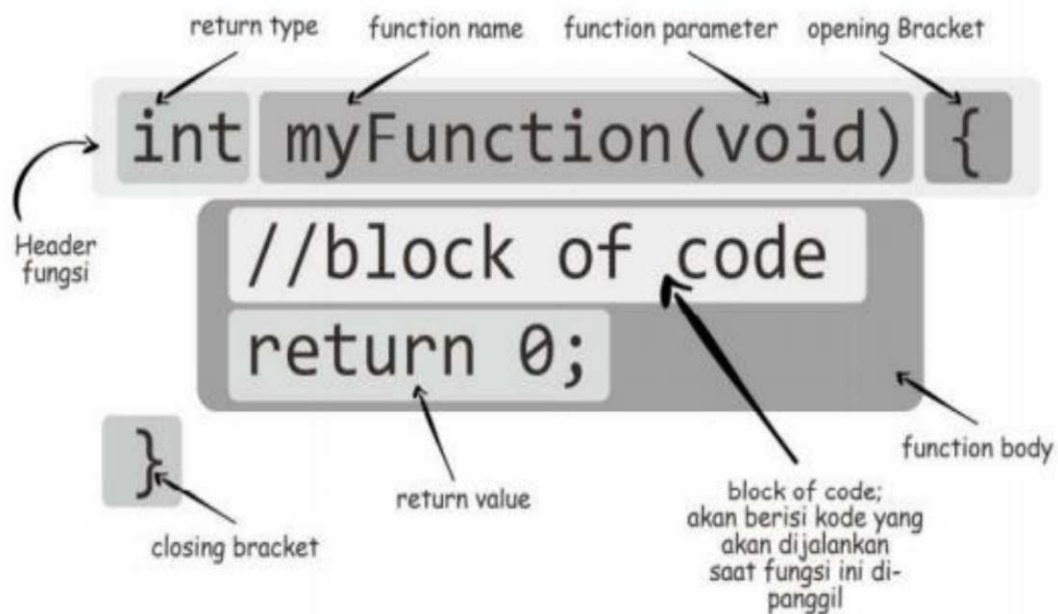 return type function name function parameter opening Bracket
int myFunction(void) {
Header
fungsi
//block of code
return 0;
function body
}
return value
closing bracket
block of code;
akan berisi kode yang
akan dijalankan
saat fungsi ini di-
panggil